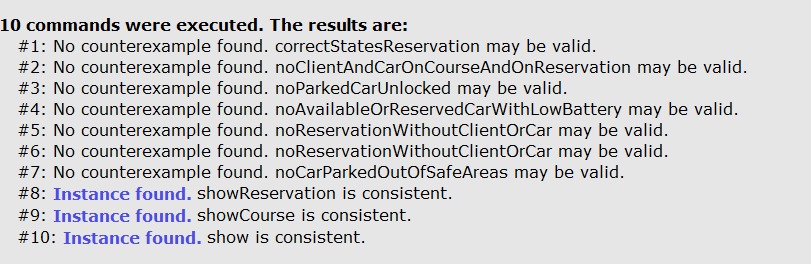 10 commands were executed. The results are:
#1: No counterexample found. correctStatesReservation may be valid.
#2: No counterexample found. noClientAndCarOnCourseAndOnReservation may be valid.
#3: No counterexample found. noParkedCarUnlocked may be valid.
#4: No counterexample found. noAvailableOrReservedCarWithLowBattery may be valid.
#5: No counterexample found. noReservationWithoutClientOrCar may be valid.
#6: No counterexample found. noReservationWithoutClientOrCar may be valid.
#7: No counterexample found. noCarParkedOutOfSafeAreas may be valid.
#8: Instance found. showReservation is consistent.
#9: Instance found. showCourse is consistent.
#10: Instance found. show is consistent.